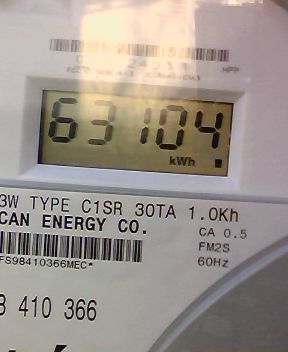 63104
kWh
3W TYPE C1SR 30TA 1.0Kh
CAN ENERGY CO.
CA 0.5
FM2S
60Hz
FS98410366MEC*
8 410 366